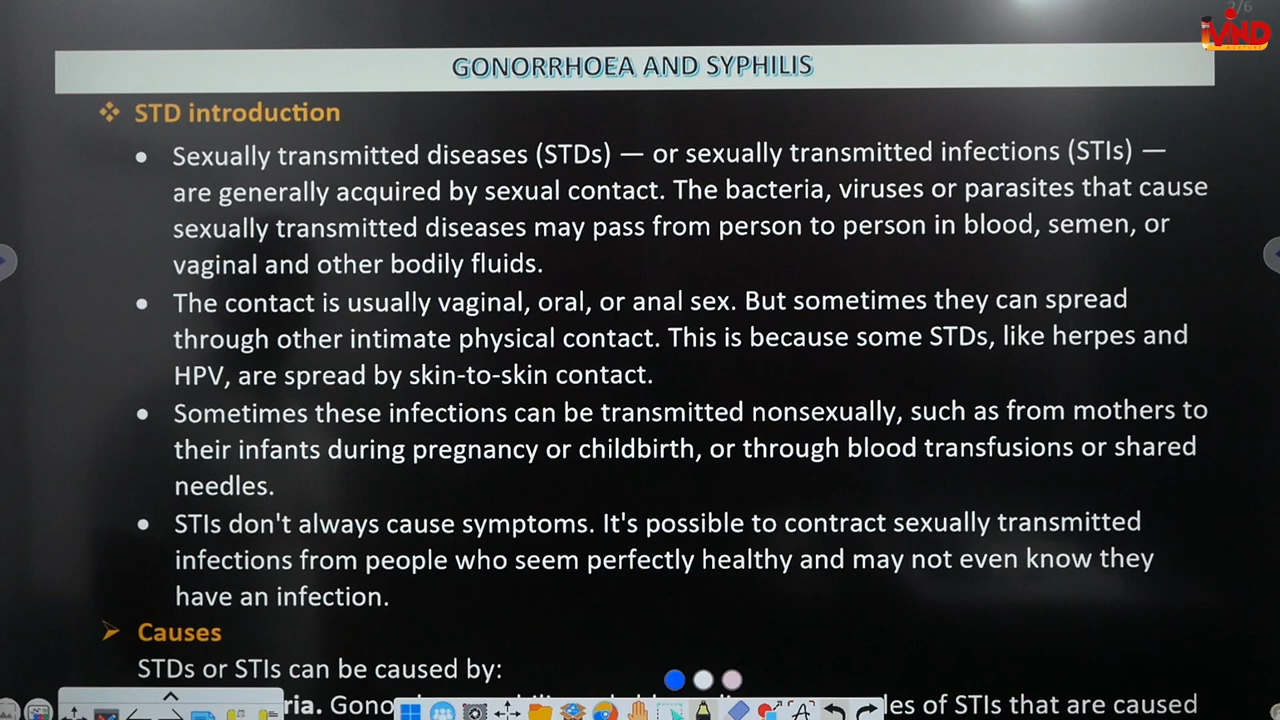 2/6
iMIND
GONORRHOEA AND SYPHILIS
STD introduction
Sexually transmitted diseases (STDs) — or sexually transmitted infections (STIs) —
are generally acquired by sexual contact. The bacteria, viruses or parasites that cause
sexually transmitted diseases may pass from person to person in blood, semen, or
vaginal and other bodily fluids.
The contact is usually vaginal, oral, or anal sex. But sometimes they can spread
through other intimate physical contact. This is because some STDs, like herpes and
HPV, are spread by skin-to-skin contact.
Sometimes these infections can be transmitted nonsexually, such as from mothers to
their infants during pregnancy or childbirth, or through blood transfusions or shared
needles.
STIs don't always cause symptoms. It's possible to contract sexually transmitted
infections from people who seem perfectly healthy and may not even know they
have an infection.
Causes
STDs or STIs can be caused by:
of STIs that are caused